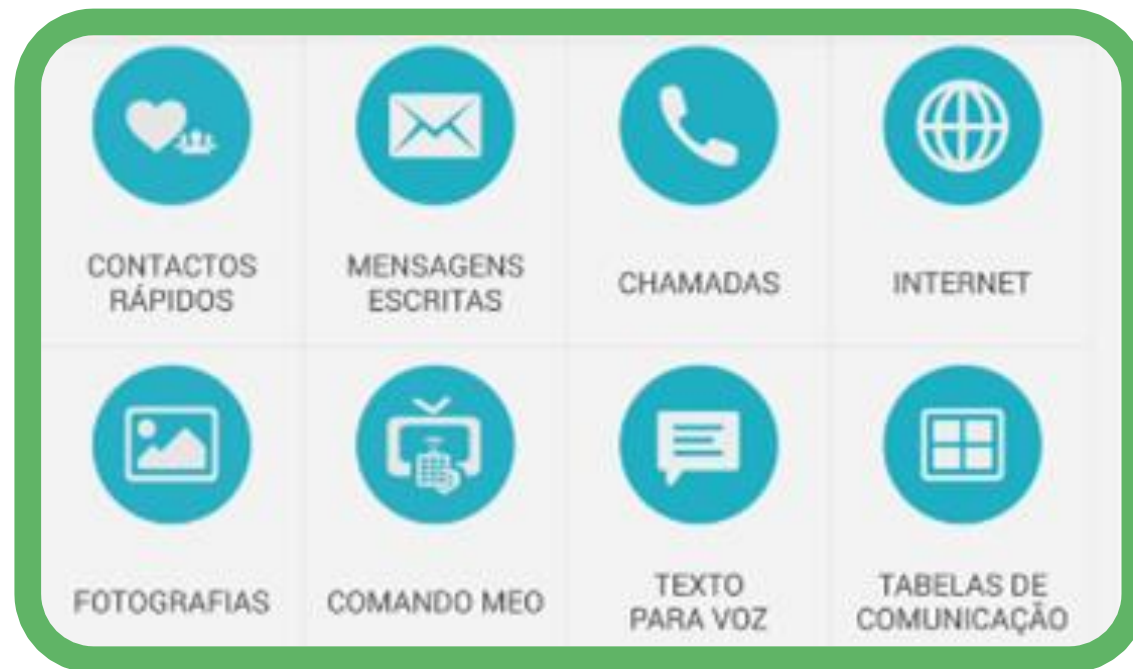 CONTACTOS
RÁPIDOS
MENSAGENS
ESCRITAS
CHAMADAS
INTERNET
FOTOGRAFIAS
COMANDO MEO
TEXTO
PARA VOZ
TABELAS DE
COMUNICAÇÃO